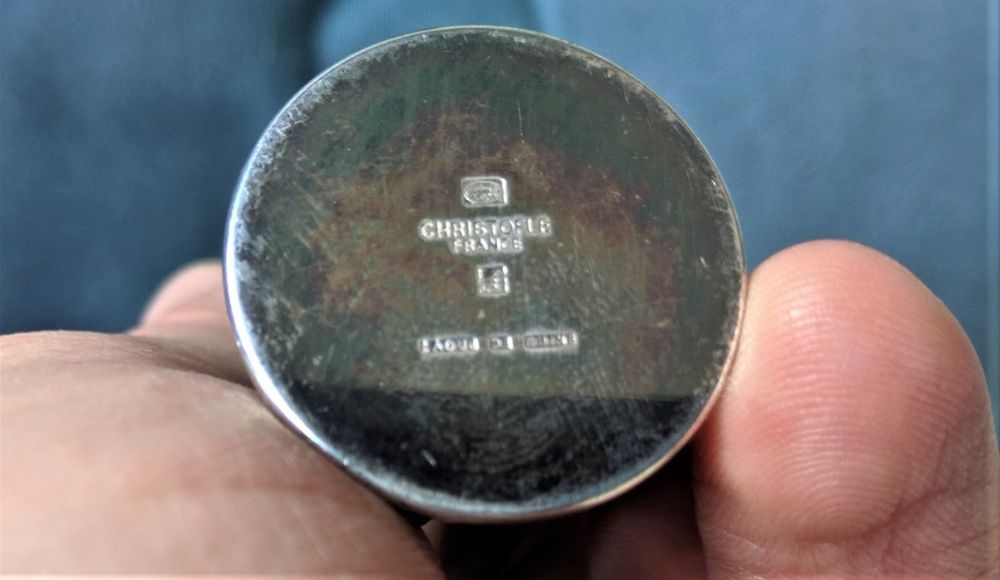 CHRISTOFLE
FRANCE
LAQUE DE CHINE